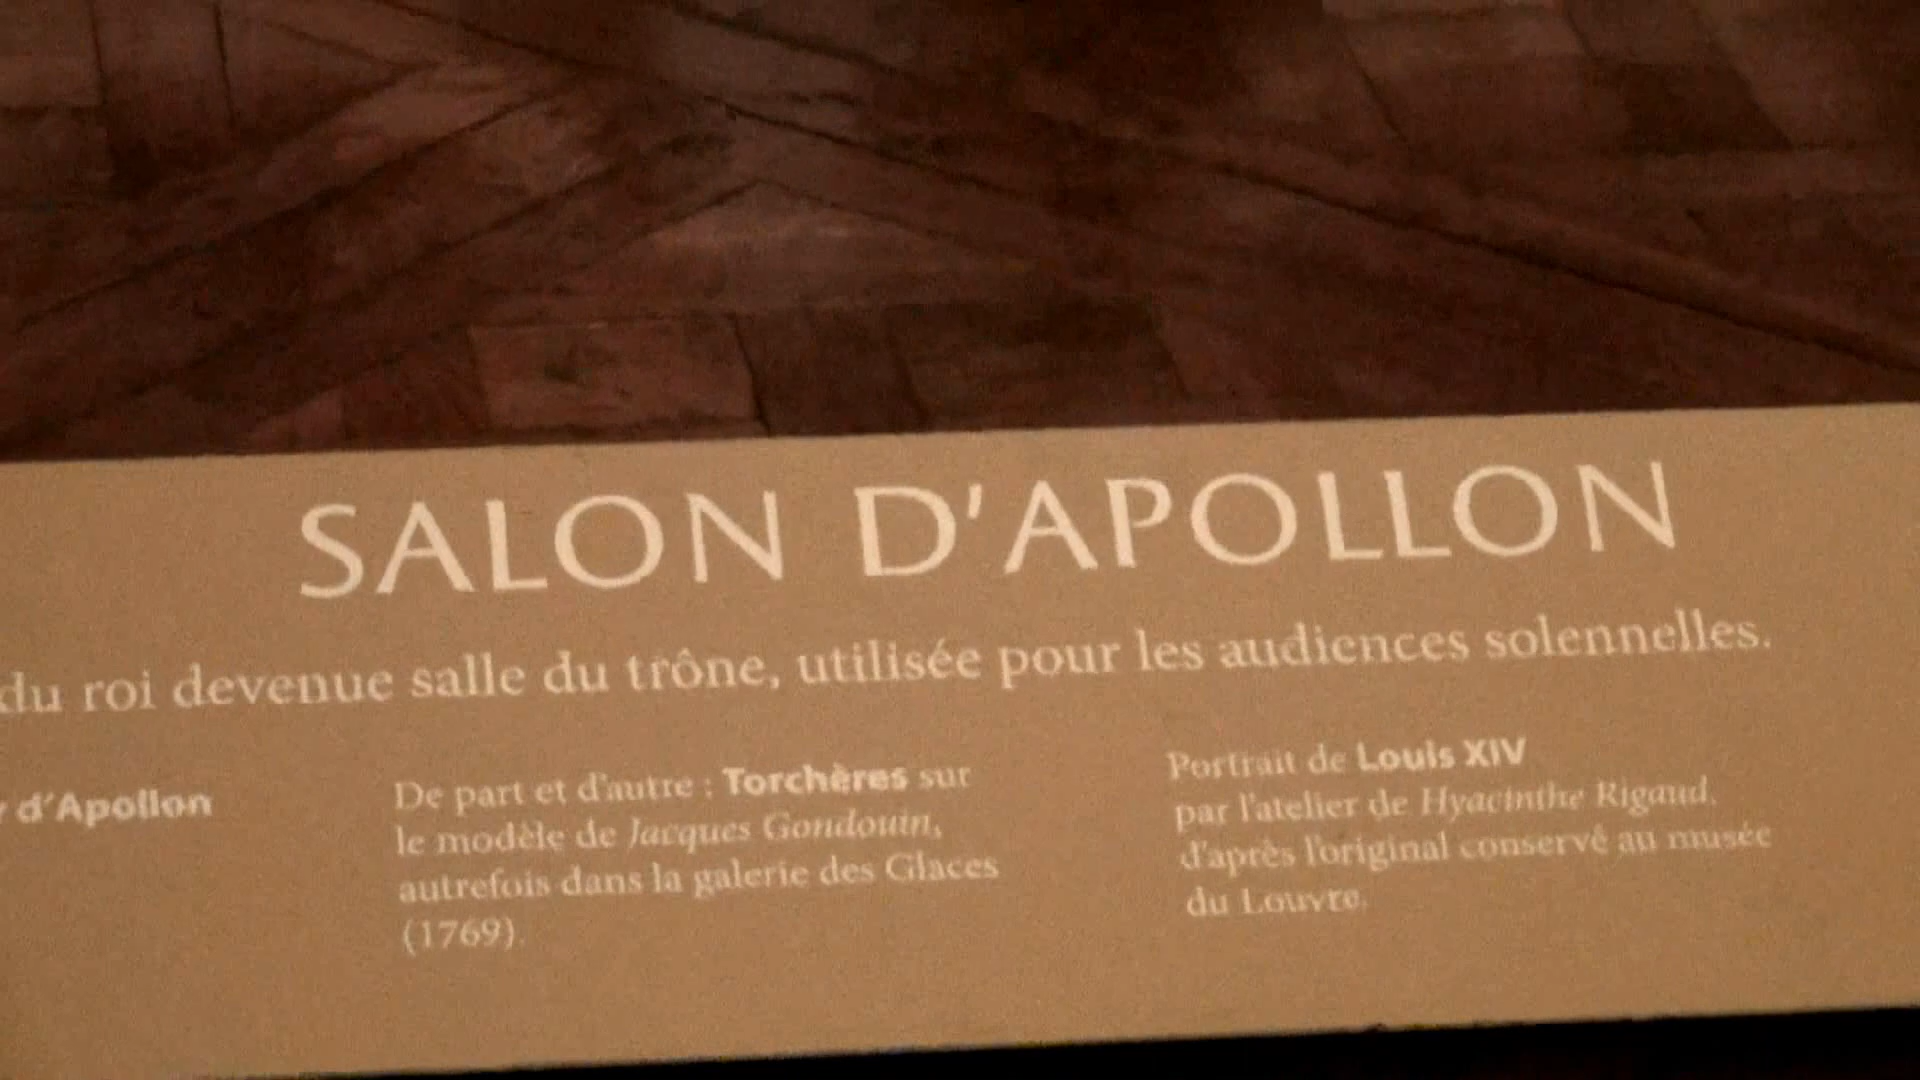 SALON D'APOLLON
du roi devenue salle du trône, utilisée pour les audiences solennelles.
d'Apollon
De part et d'autre : Torchères sur
le modèle de Jacques Gondouin,
autrefois dans la galerie des Glaces
(1769).
Portrait de Louis XIV
par l'atelier de Hyacinthe Rigaud,
d'après l'original conservé au musée
du Louvre.